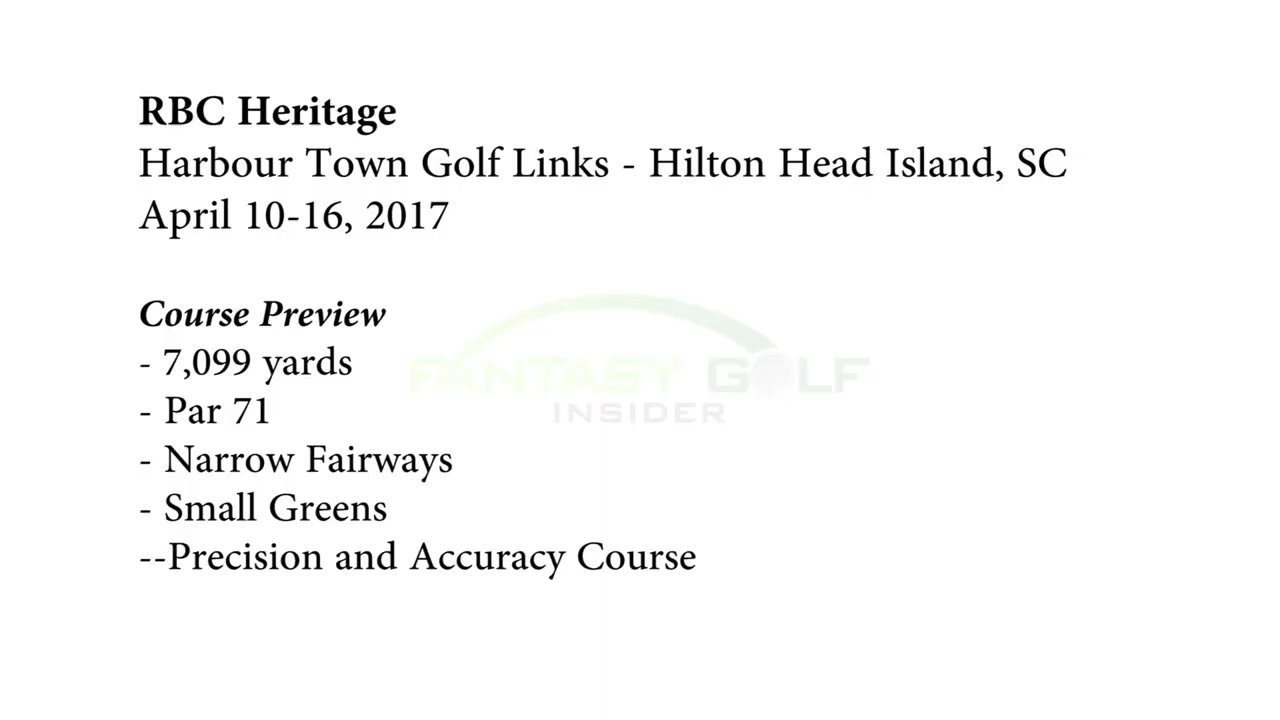 RBC Heritage
Harbour Town Golf Links - Hilton Head Island, SC
April 10-16, 2017
Course Preview
- 7,099 yards
- Par 71
- Narrow Fairways
- Small Greens
--Precision and Accuracy Course
FANTASY GOLF
INSIDER